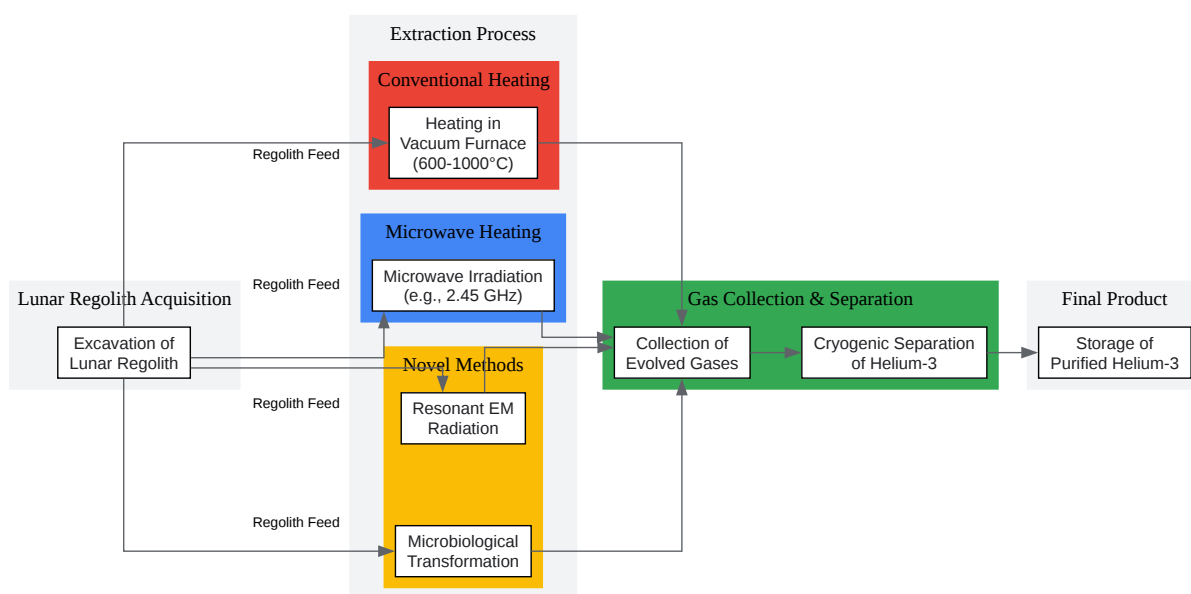 Extraction Process
Conventional Heating
Heating in
Vacuum Furnace
(600-1000°C)
Regolith Feed
Microwave Heating
Microwave Irradiation
(e.g., 2.45 GHz)
Regolith Feed
Lunar Regolith Acquisition
Excavation of
Lunar Regolith
Novel Methods
Resonant EM
Radiation
Regolith Feed
Microbiological
Transformation
Regolith Feed
Gas Collection & Separation
Collection of
Evolved Gases
Cryogenic Separation
of Helium-3
Final Product
Storage of
Purified Helium-3